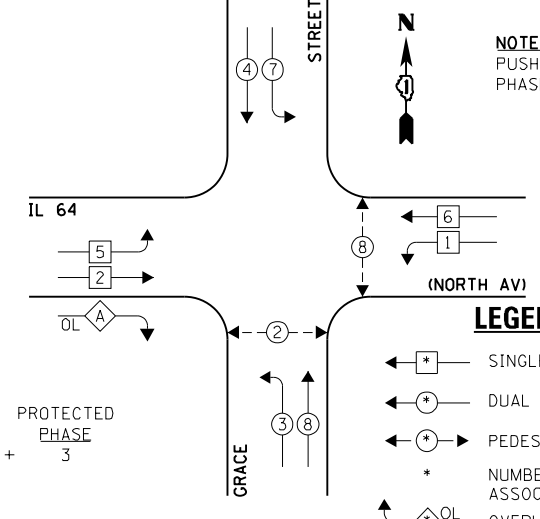 STREET
N
NOTE
PUSH
PHAS
4 7
IL 64
5
2
OL A
8
6
1
(NORTH AV)
2
3 8
GRACE
PROTECTED
PHASE
+ 3
LEGE
* SINGL
* DUAL
* PEDES
* NUMBE
ASSOC
* OL